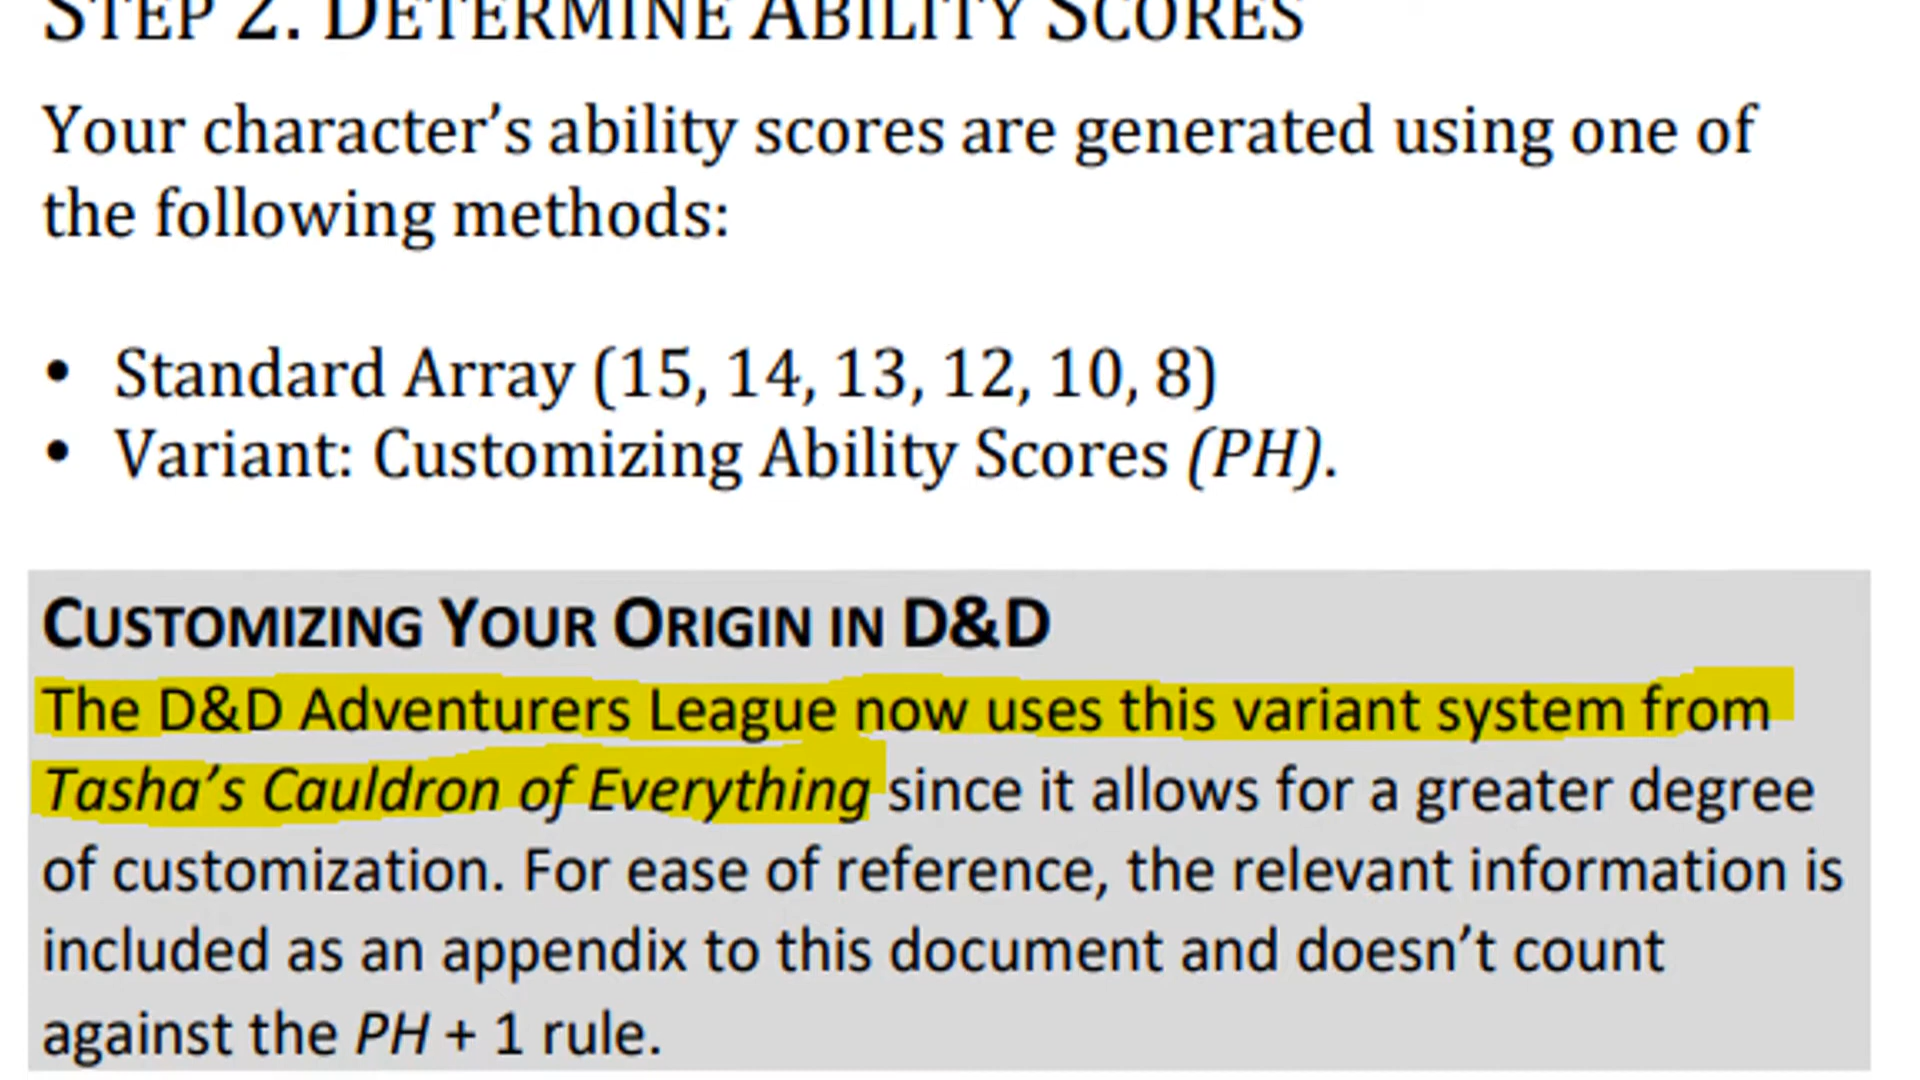 STEP 2. DETERMINE ABILITY SCORES
Your character’s ability scores are generated using one of
the following methods:
• Standard Array (15, 14, 13, 12, 10, 8)
• Variant: Customizing Ability Scores (PH).
CUSTOMIZING YOUR ORIGIN IN D&D
The D&D Adventurers League now uses this variant system from
Tasha’s Cauldron of Everything since it allows for a greater degree
of customization. For ease of reference, the relevant information is
included as an appendix to this document and doesn’t count
against the PH + 1 rule.